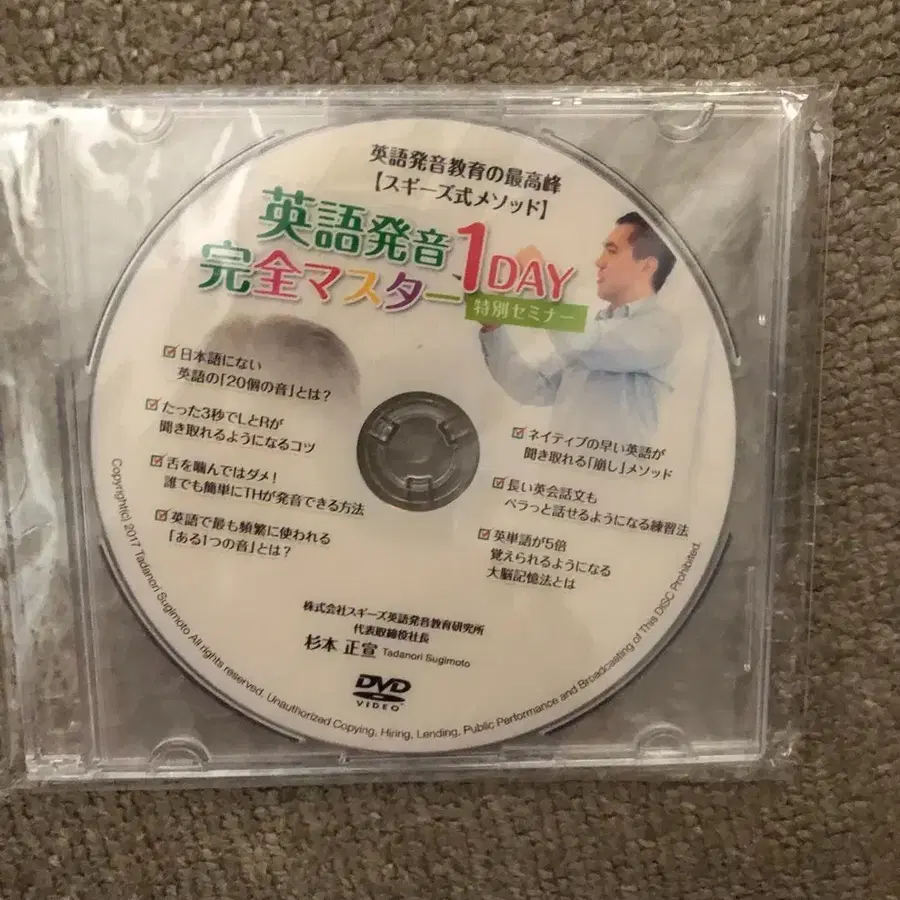 英語発音教育の最高峰
【スギーズ式メソッド】
英語発音
完全マスター
1DAY
特別セミナー
日本語にない
英語の「20個の音」とは?
たった3秒でLとRが
聞き取れるようになるコツ
舌を噛んではダメ!
誰でも簡単にTHが発音できる方法
英語で最も頻繁に使われる
「ある1つの音」とは?
ネイティブの早い英語が
聞き取れる「崩し」メソッド
長い英会話文も
ペラっと話せるようになる練習法
英単語が5倍
覚えられるようになる
大脳記憶法とは
株式会社スギーズ英語発音教育研究所
代表取締役社長
杉本 正宣 Tadanori Sugimoto
DVD
VIDEO
Copyright(c) 2017 Tadanori Sugimoto All rights reserved. Unauthorized Copying, Hiring, Lending, Public Performance and Broadcasting of This DISC Prohibited.